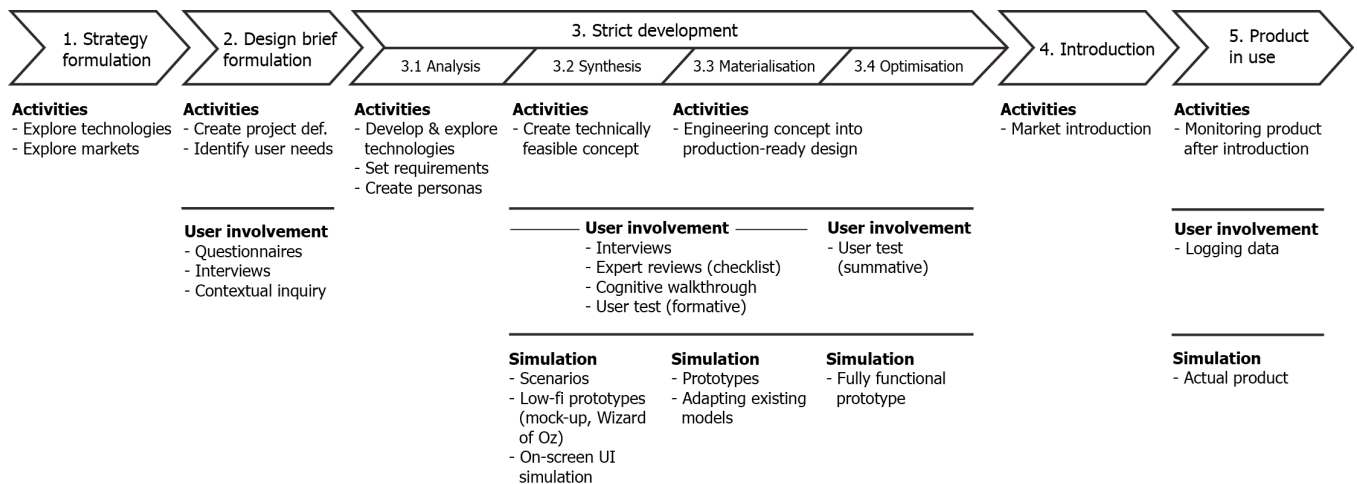 1. Strategy
formulation
2. Design brief
formulation
3. Strict development
3.1 Analysis
3.2 Synthesis
3.3 Materialisation
3.4 Optimisation
4. Introduction
5. Product
in use
Activities
- Explore technologies
- Explore markets
Activities
- Create project def.
- Identify user needs
Activities
- Develop & explore
technologies
- Set requirements
- Create personas
Activities
- Create technically
feasible concept
Activities
- Engineering concept into
production-ready design
Activities
- Market introduction
Activities
- Monitoring product
after introduction
User involvement
- Questionnaires
- Interviews
- Contextual inquiry
User involvement
- Interviews
- Expert reviews (checklist)
- Cognitive walkthrough
- User test (formative)
User involvement
- User test
(summative)
User involvement
- Logging data
Simulation
- Scenarios
- Low-fi prototypes
(mock-up, Wizard
of Oz)
- On-screen UI
simulation
Simulation
- Prototypes
- Adapting existing
models
Simulation
- Fully functional
prototype
Simulation
- Actual product